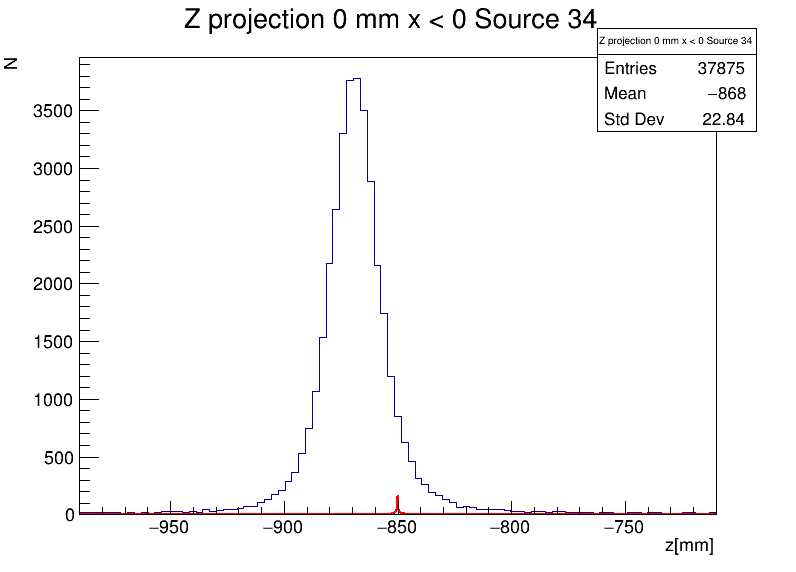 Z projection 0 mm x < 0 Source 34
Z projection 0 mm x < 0 Source 34
Entries 37875
Mean −868
Std Dev 22.84
N
3500
3000
2500
2000
1500
1000
500
0
−950 −900 −850 −800 −750
z[mm]